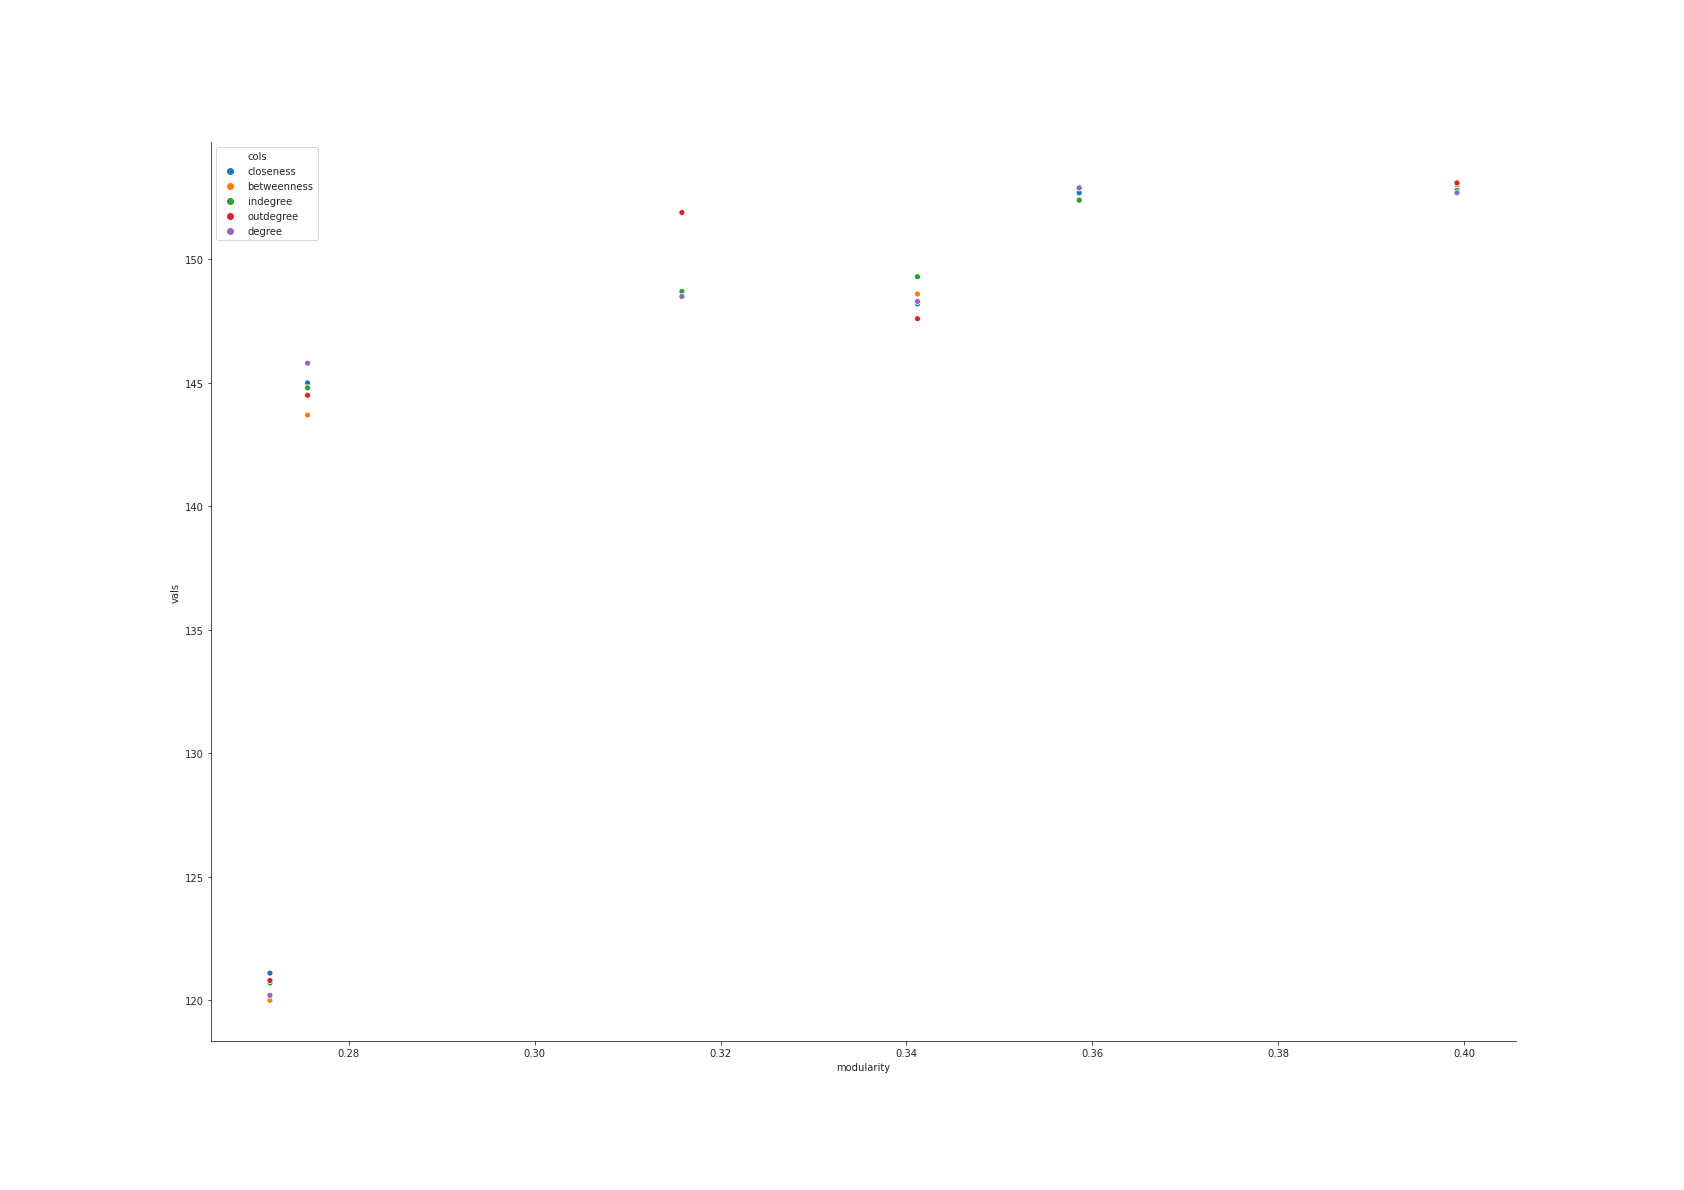 cols
closeness
betweenness
indegree
outdegree
degree
150
145
140
135
130
125
120
vals
0.28 0.30 0.32 0.34 0.36 0.38 0.40
modularity